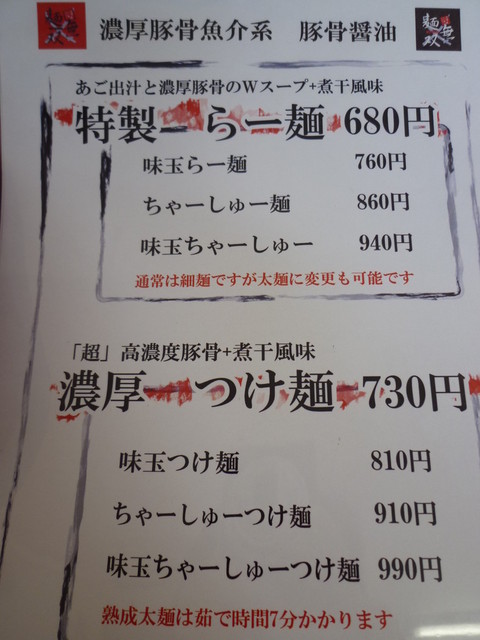 濃厚豚骨魚介系 豚骨醤油
あご出汁と濃厚豚骨のWスープ+煮干風味
特製らー麺 680円
味玉らー麺 760円
ちゃーしゅー麺 860円
味玉ちゃーしゅー 940円
通常は細麺ですが太麺に変更も可能です
「超」高濃度豚骨+煮干風味
濃厚つけ麺 730円
味玉つけ麺 810円
ちゃーしゅーつけ麺 910円
味玉ちゃーしゅーつけ麺 990円
熟成太麺は茹で時間7分かかります